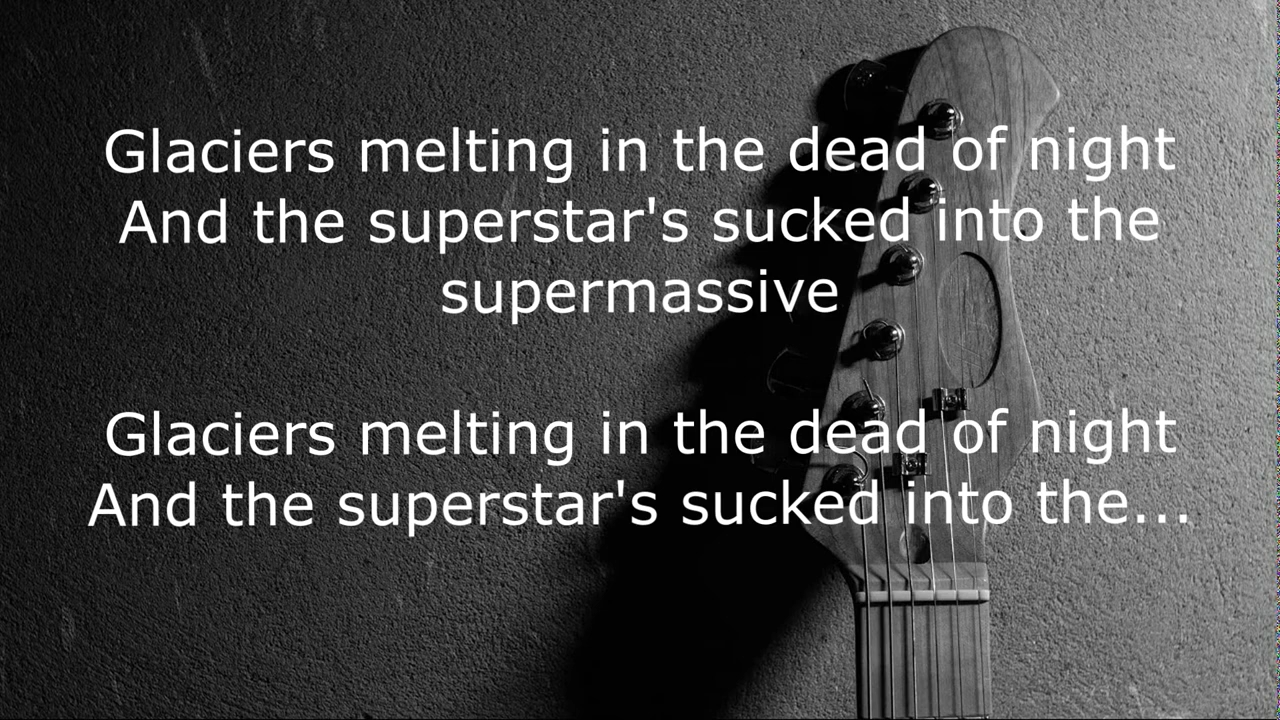 Glaciers melting in the dead of night
And the superstar's sucked into the
supermassive
Glaciers melting in the dead of night
And the superstar's sucked into the...